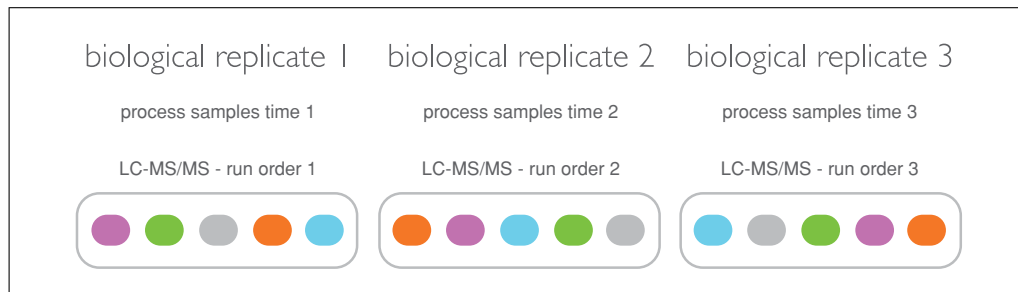 biological replicate 1
biological replicate 2
biological replicate 3
process samples time 1
process samples time 2
process samples time 3
LC-MS/MS - run order 1
LC-MS/MS - run order 2
LC-MS/MS - run order 3